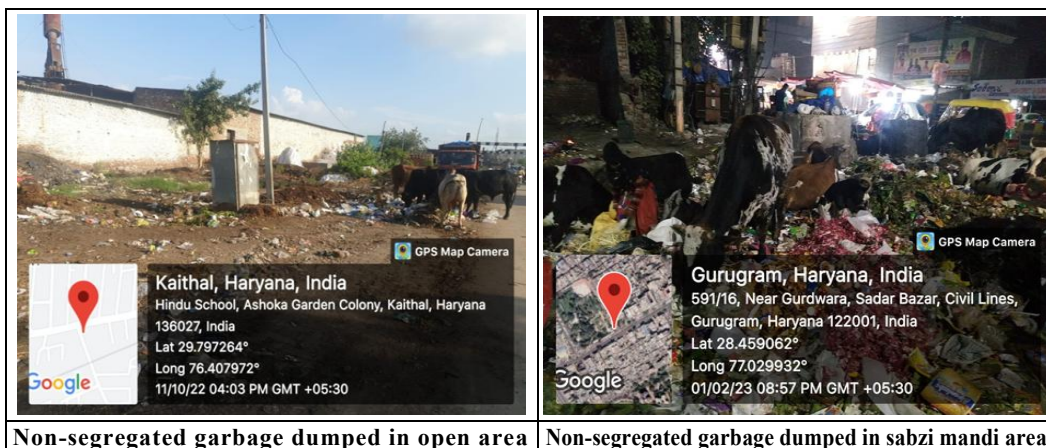 GPS Map Camera
Kaithal, Haryana, India
Hindu School, Ashoka Garden Colony, Kaithal, Haryana
136027, India
Lat 29.797264°
Long 76.407972°
11/10/22 04:03 PM GMT +05:30
Google
Non-segregated garbage dumped in open area
GPS Map Camera
Gurugram, Haryana, India
591/16, Near Gurdwara, Sadar Bazar, Civil Lines,
Gurugram, Haryana 122001, India
Lat 28.459062°
Long 77.029932°
01/02/23 08:57 PM GMT +05:30
Google
Non-segregated garbage dumped in sabzi mandi area